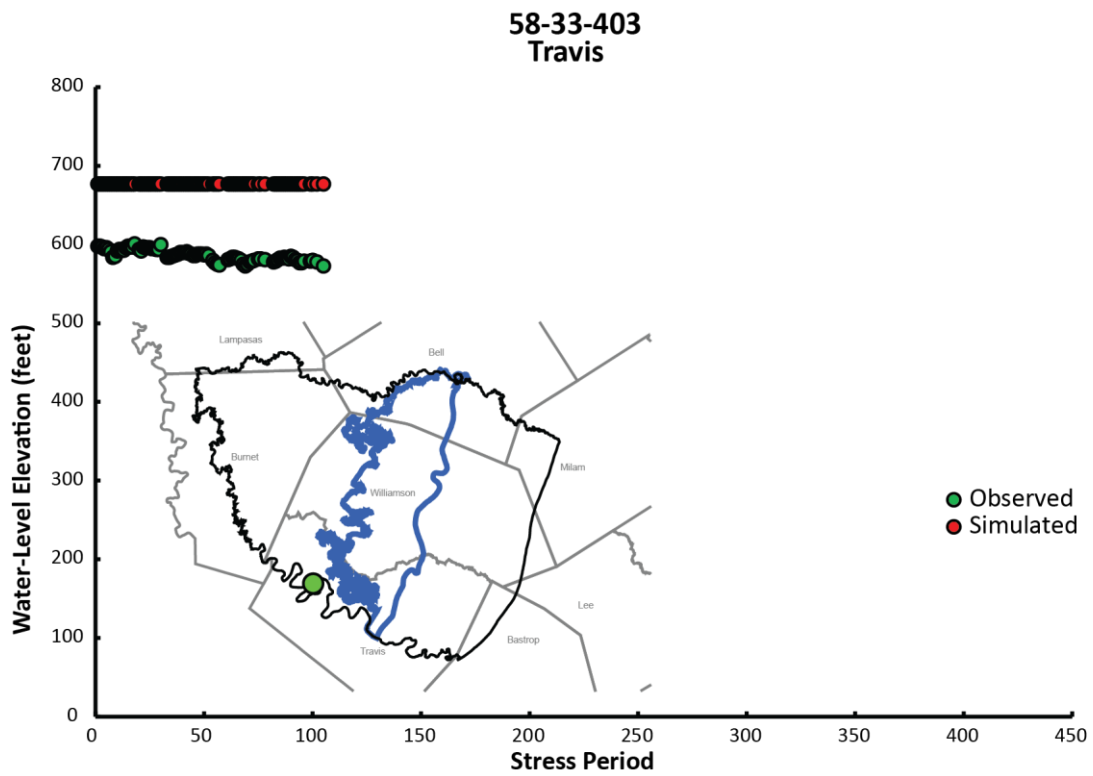 58-33-403
Travis
800
700
600
500
400
300
200
100
0
Water-Level Elevation (feet)
Lampasas
Bell
Burnet
Milam
Williamson
Lee
Bastrop
Travis
Observed
Simulated
0 50 100 150 200 250 300 350 400 450
Stress Period